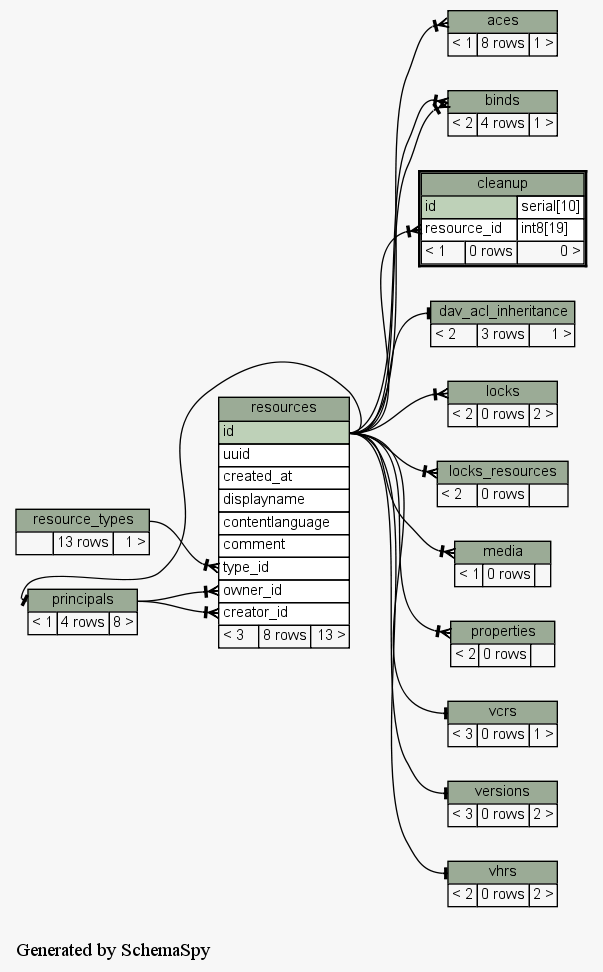 aces
< 1 8 rows 1 >
binds
< 2 4 rows 1 >
cleanup
id serial[10]
resource_id int8[19]
< 1 0 rows 0 >
dav_acl_inheritance
< 2 3 rows 1 >
locks
< 2 0 rows 2 >
locks_resources
< 2 0 rows
media
< 1 0 rows
properties
< 2 0 rows
vcrs
< 3 0 rows 1 >
versions
< 3 0 rows 2 >
vhrs
< 2 0 rows 2 >
resources
id
uuid
created_at
displayname
contentlanguage
comment
type_id
owner_id
creator_id
< 3 8 rows 13 >
resource_types
13 rows 1 >
principals
< 1 4 rows 8 >
Generated by SchemaSpy